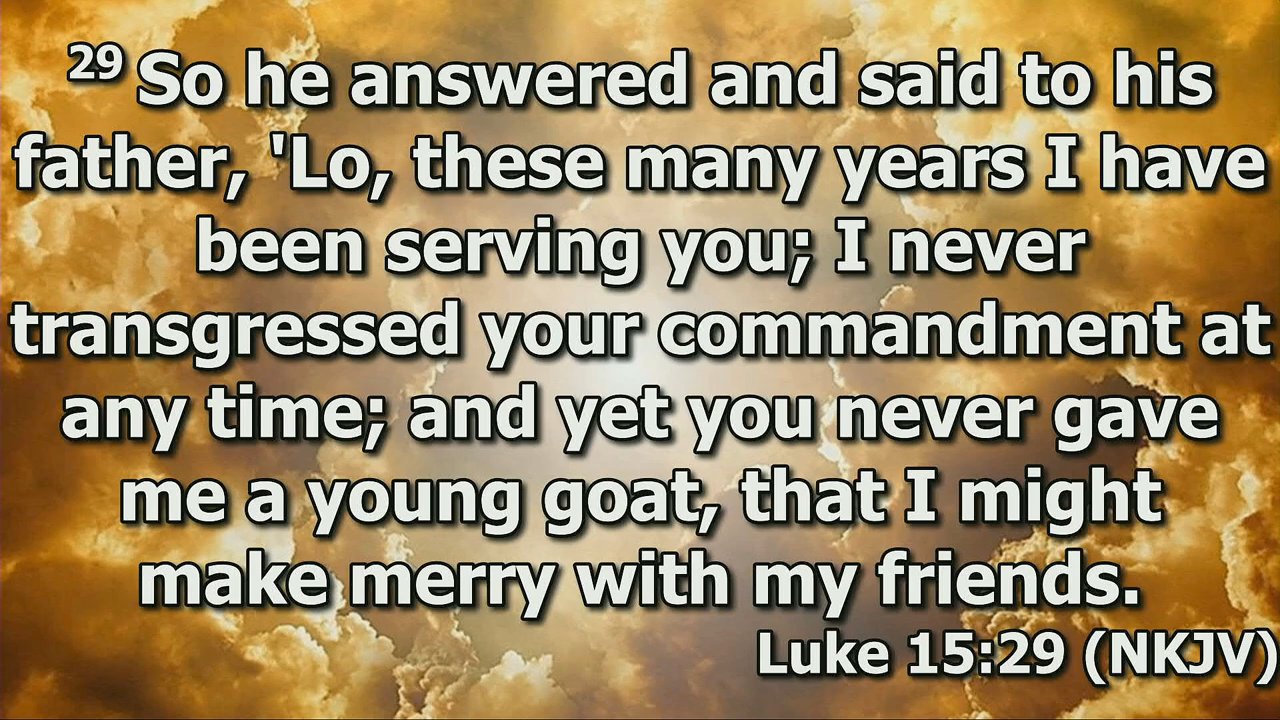 29 So he answered and said to his
father, 'Lo, these many years I have
been serving you; I never
transgressed your commandment at
any time; and yet you never gave
me a young goat, that I might
make merry with my friends.
Luke 15:29 (NKJV)